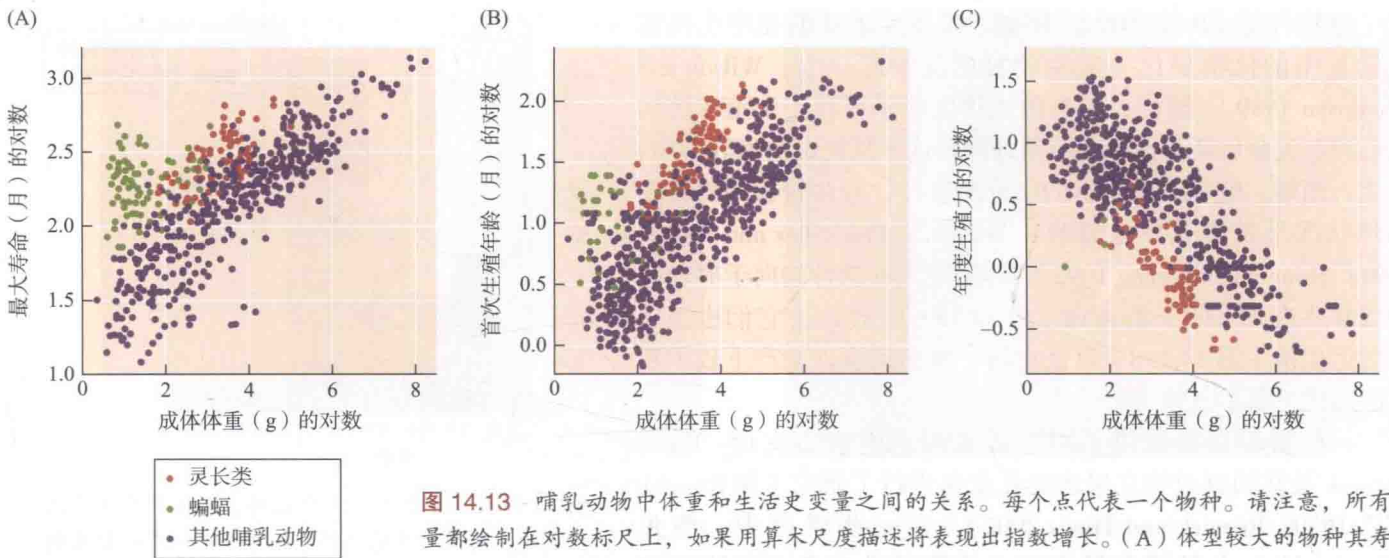 (A)
(B)
(C)
最大寿命（月）的对数
3.0
2.5
2.0
1.5
1.0
0 2 4 6 8
成体体重（g）的对数
首次生殖年龄（月）的对数
2.0
1.5
1.0
0.5
0.0
0 2 4 6 8
成体体重（g）的对数
年度生殖力的对数
1.5
1.0
0.5
0.0
–0.5
0 2 4 6 8
成体体重（g）的对数
灵长类
蝙蝠
其他哺乳动物
图 14.13 哺乳动物中体重和生活史变量之间的关系。每个点代表一个物种。请注意，所有
量都绘制在对数标尺上，如果用算术尺度描述将表现出指数增长。(A) 体型较大的物种其寿